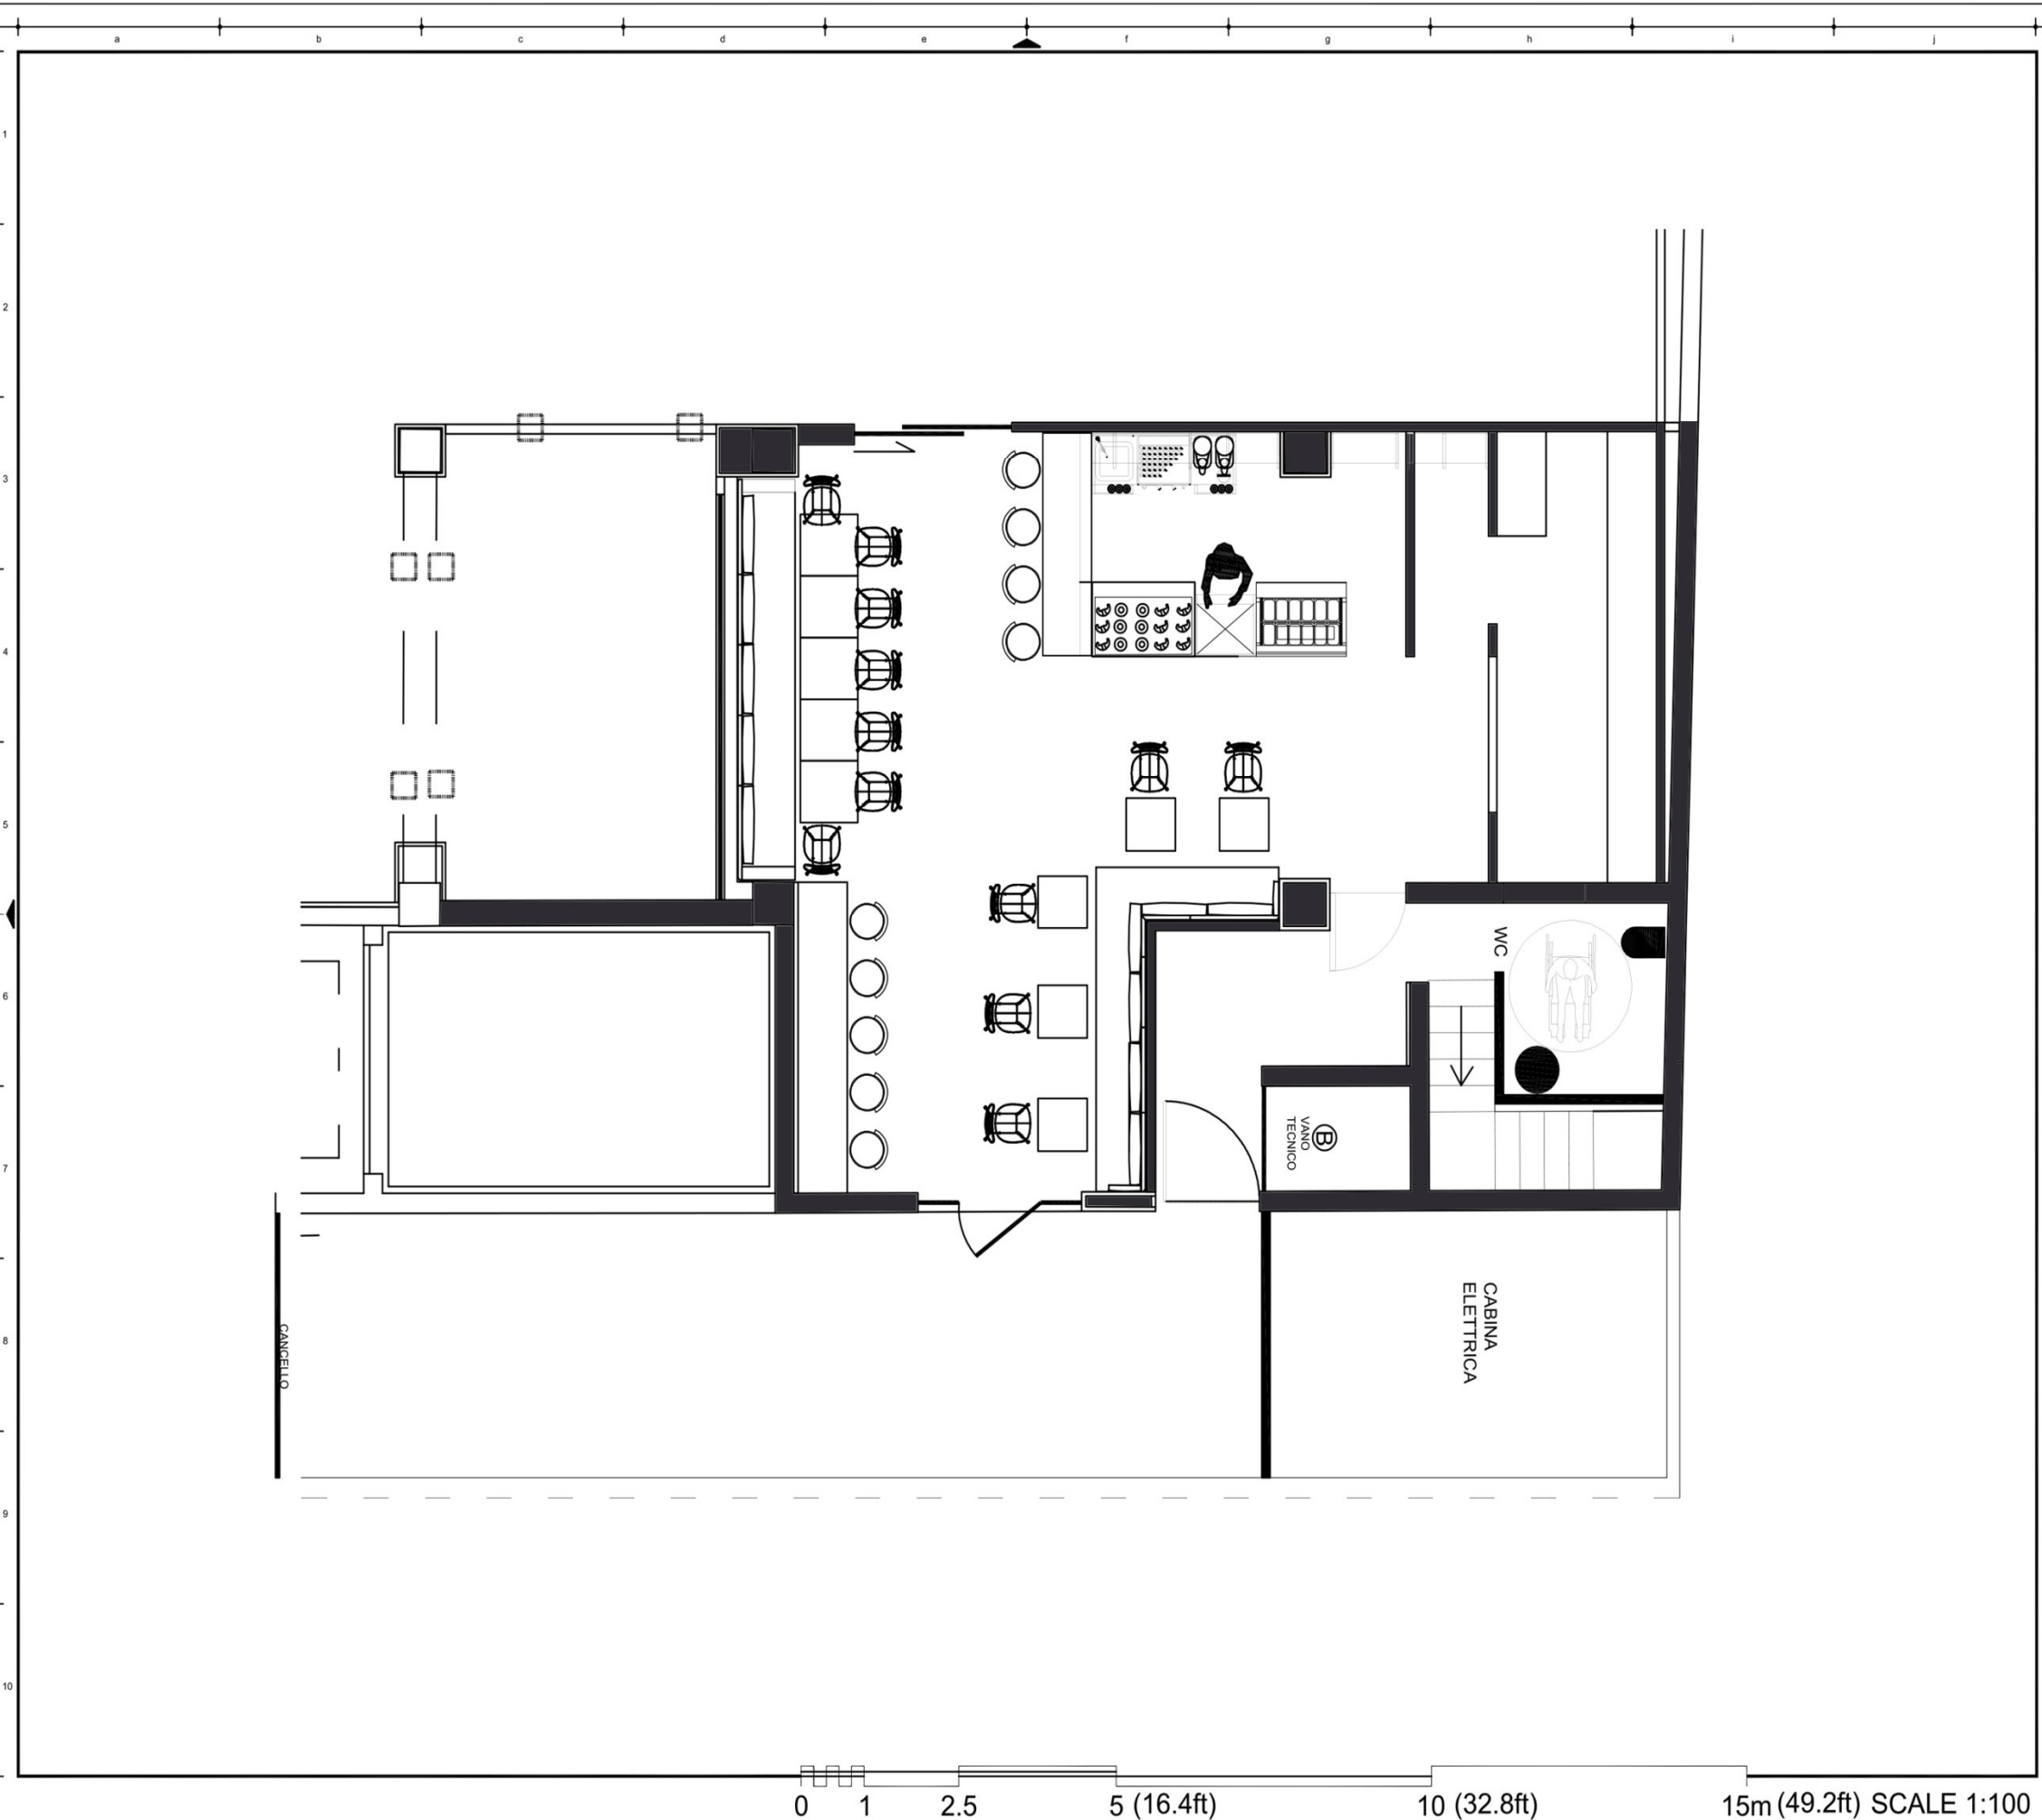 a b c d e f g h i j
1
2
3
4
5
6
7
8
9
10
WC
B
VANO
TECNICO
CABINA
ELETTRICA
CANCELLO
0 1 2.5 5 (16.4ft) 10 (32.8ft) 15m (49.2ft) SCALE 1:100